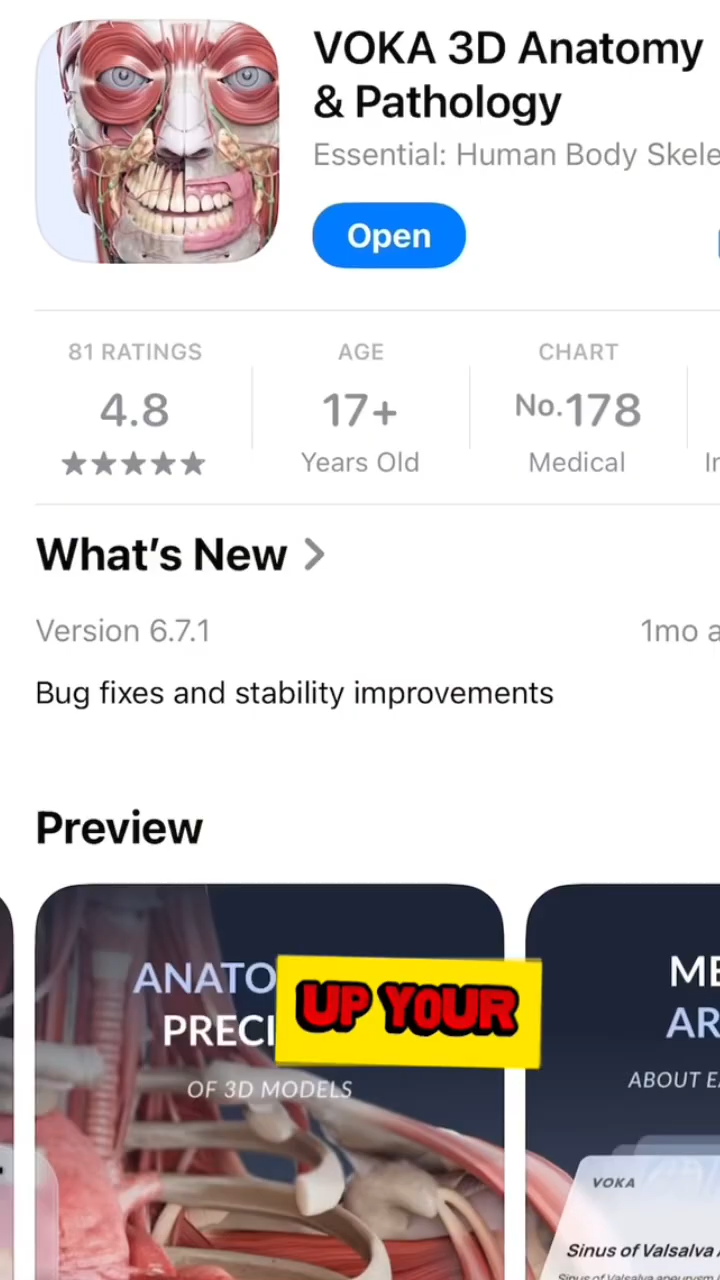 VOKA 3D Anatomy
& Pathology
Essential: Human Body Skele
Open
81 RATINGS
4.8
★★★★★
AGE
17+
Years Old
CHART
No.178
Medical
What's New >
Version 6.7.1
1mo a
Bug fixes and stability improvements
Preview
ANATO
PRECI
OF 3D MODELS
UP YOUR
ME
AR
ABOUT EA
VOKA
Sinus of Valsalva A